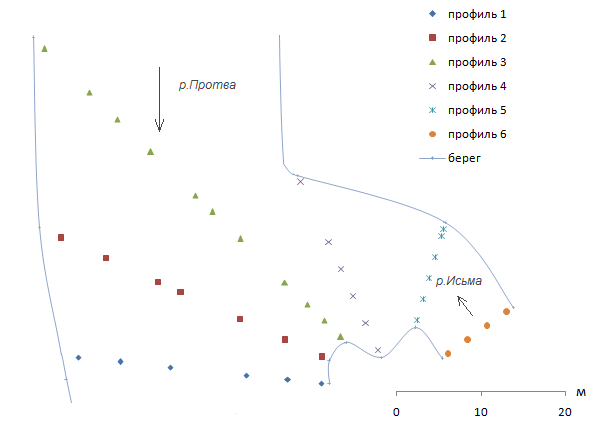 профиль 1
профиль 2
профиль 3
профиль 4
профиль 5
профиль 6
берег
р.Протва
р.Исьма
м
0 10 20